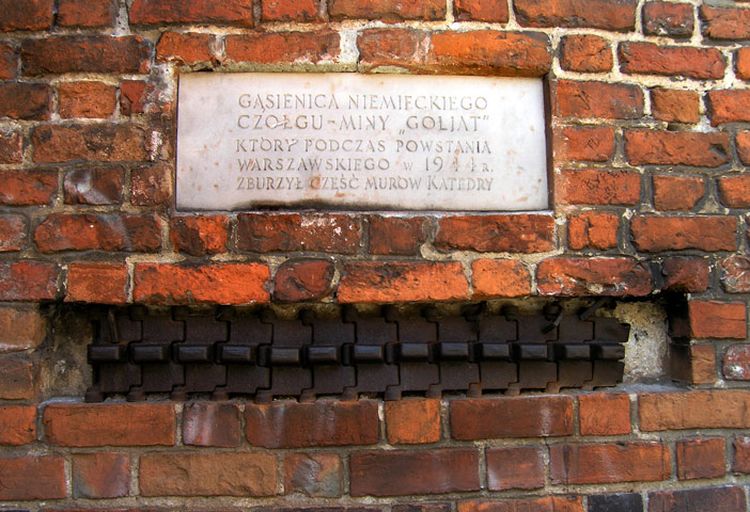 GĄSIENICA NIEMIECKIEGO
CZOŁGU-MINY „GOLIAT"
KTÓRY PODCZAS POWSTANIA
WARSZAWSKIEGO W 1944 R.
ZBURZYŁ CZĘŚĆ MURÓW KATEDRY